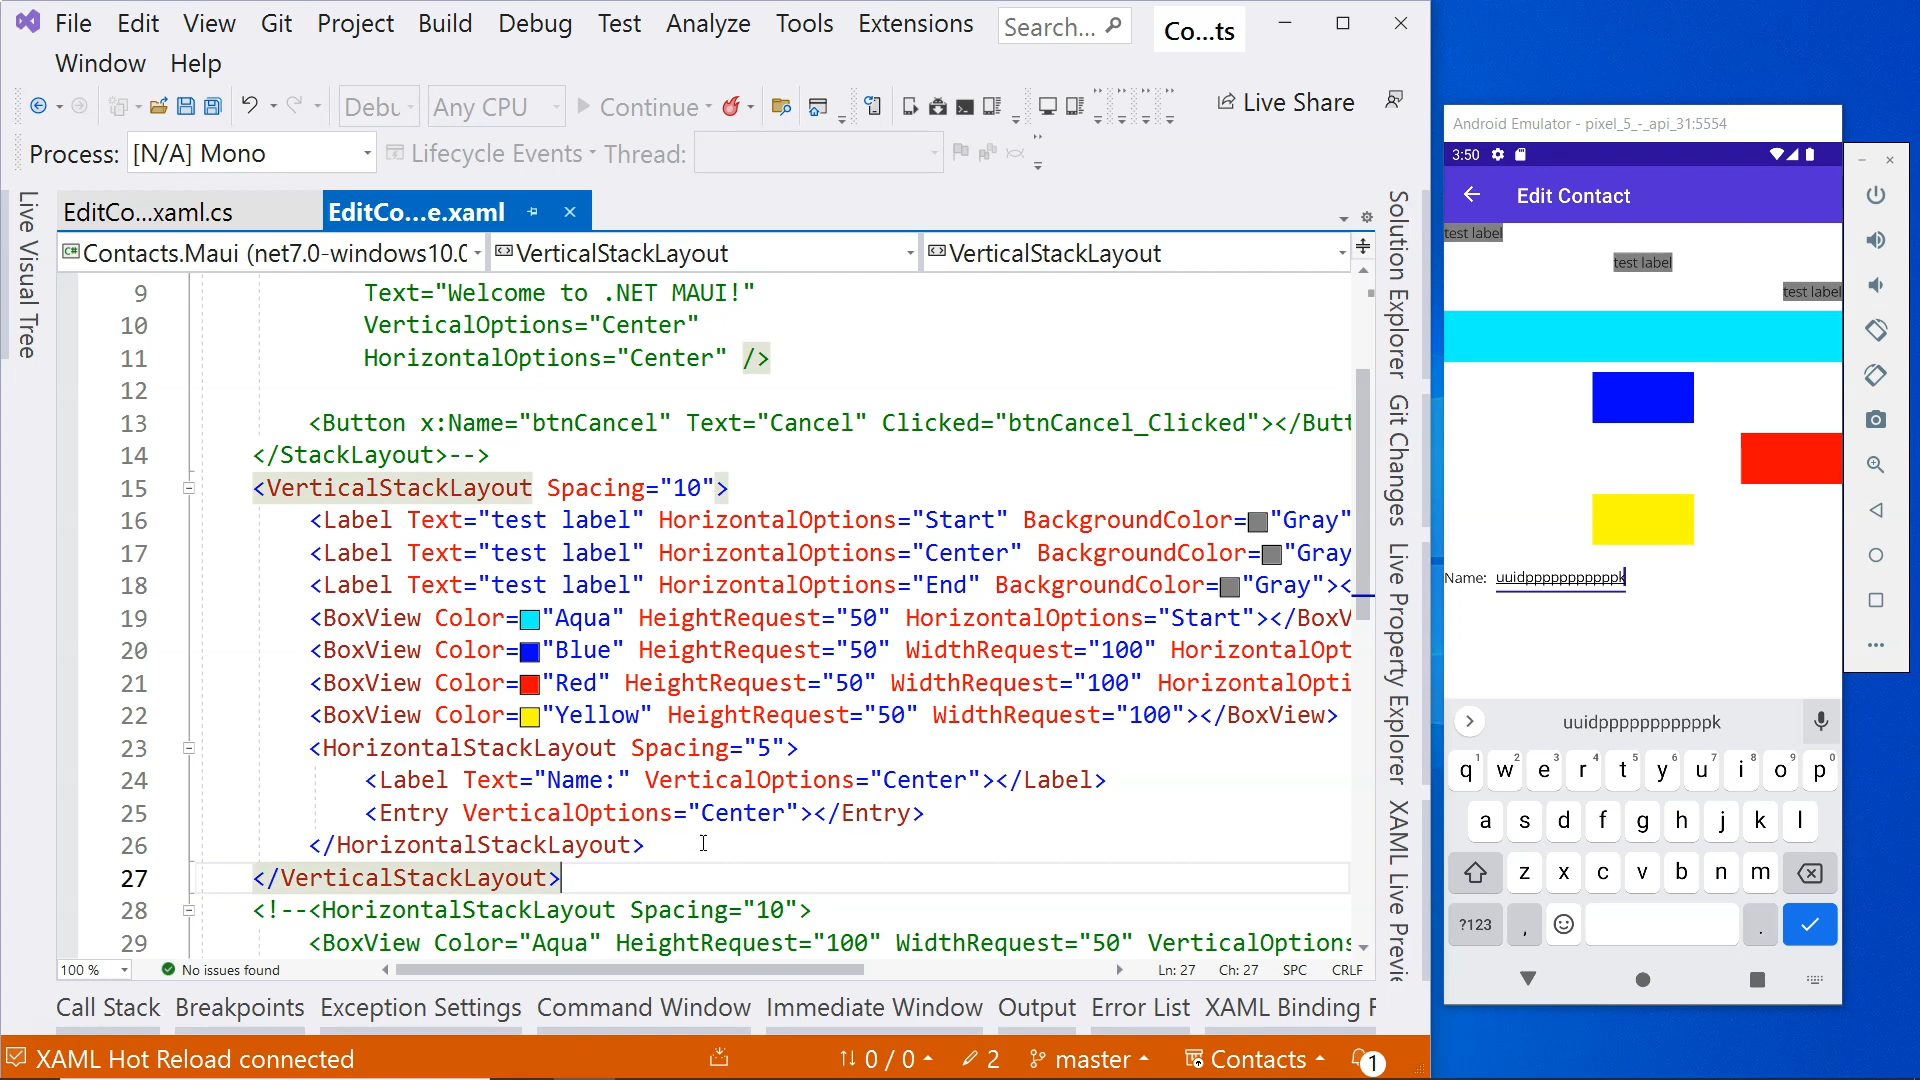 File Edit View Git Project Build Debug Test Analyze Tools Extensions Search... Co...ts
Window Help
Debu Any CPU Continue Live Share
Process: [N/A] Mono Lifecycle Events Thread:
Live Visual Tree
EditCo...xaml.cs EditCo...e.xaml
Contacts.Maui (net7.0-windows10.0 VerticalStackLayout VerticalStackLayout
9 Text="Welcome to .NET MAUI!"
10 VerticalOptions="Center"
11 HorizontalOptions="Center" />
12
13 <Button x:Name="btnCancel" Text="Cancel" Clicked="btnCancel_Clicked"></Butt
14 </StackLayout>-->
15 <VerticalStackLayout Spacing="10">
16 <Label Text="test label" HorizontalOptions="Start" BackgroundColor="Gray"
17 <Label Text="test label" HorizontalOptions="Center" BackgroundColor="Gray
18 <Label Text="test label" HorizontalOptions="End" BackgroundColor="Gray"><
19 <BoxView Color="Aqua" HeightRequest="50" HorizontalOptions="Start"></BoxV
20 <BoxView Color="Blue" HeightRequest="50" WidthRequest="100" HorizontalOpt
21 <BoxView Color="Red" HeightRequest="50" WidthRequest="100" HorizontalOpti
22 <BoxView Color="Yellow" HeightRequest="50" WidthRequest="100"></BoxView>
23 <HorizontalStackLayout Spacing="5">
24 <Label Text="Name:" VerticalOptions="Center"></Label>
25 <Entry VerticalOptions="Center"></Entry>
26 </HorizontalStackLayout>
27 </VerticalStackLayout>
28 <!--<HorizontalStackLayout Spacing="10">
29 <BoxView Color="Aqua" HeightRequest="100" WidthRequest="50" VerticalOptions
100 % No issues found Ln: 27 Ch: 27 SPC CRLF
Call Stack Breakpoints Exception Settings Command Window Immediate Window Output Error List XAML Binding F
XAML Hot Reload connected 0 / 0 2 master Contacts 1
Solution Explorer
Git Changes
Live Property Explorer
XAML Live Previe
Android Emulator - pixel_5_-_api_31:5554
3:50
Edit Contact
test label
test label
test label
Name: uuidpppppppppppk
uuidpppppppppppk
q1 w2 e3 r4 t5 y6 u7 i8 o9 p0
a s d f g h j k l
z x c v b n m
?123 , .